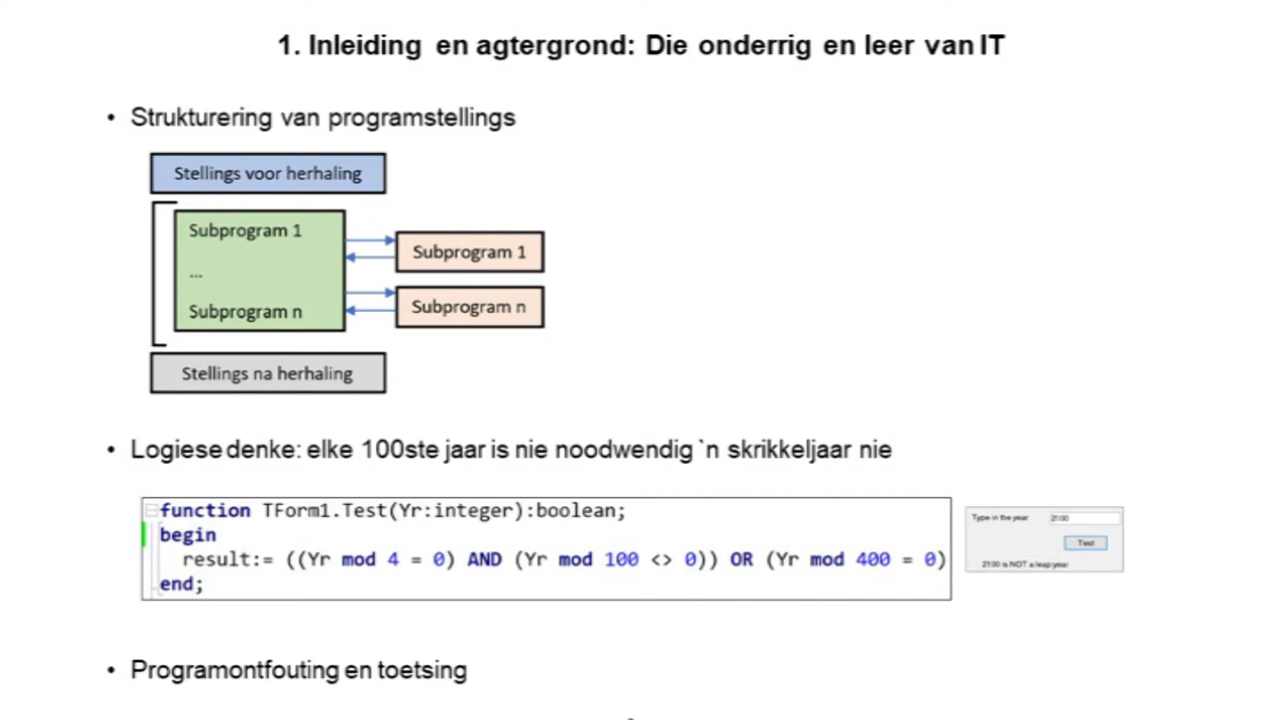 1. Inleiding en agtergrond: Die onderrig en leer van IT
• Strukturering van programstellings
Stellings voor herhaling
Subprogram 1
...
Subprogram n
Subprogram 1
Subprogram n
Stellings na herhaling
• Logiese denke: elke 100ste jaar is nie noodwendig `n skrikkeljaar nie
function TForm1.Test(Yr:integer):boolean;
begin
result:= ((Yr mod 4 = 0) AND (Yr mod 100 <> 0)) OR (Yr mod 400 = 0)
end;
Type in the year 2100
Test
2100 is NOT a leap year
• Programontfouting en toetsing